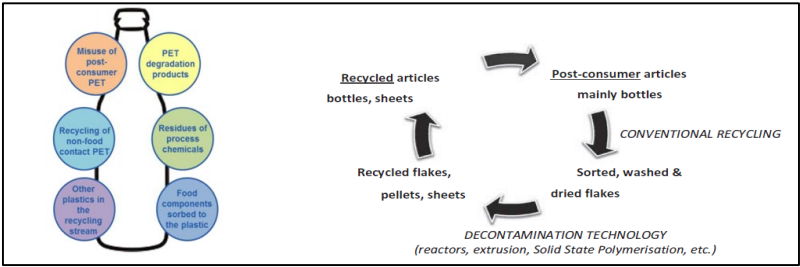 Misuse of
post-
consumer
PET
PET
degradation
products
Recycling of
non-food
contact PET
Residues of
process
chemicals
Other
plastics in
the
recycling
stream
Food
components
sorbed to
the plastic
Recycled articles
bottles, sheets
Post-consumer articles
mainly bottles
CONVENTIONAL RECYCLING
Recycled flakes,
pellets, sheets
Sorted, washed &
dried flakes
DECONTAMINATION TECHNOLOGY
(reactors, extrusion, Solid State Polymerisation, etc.)